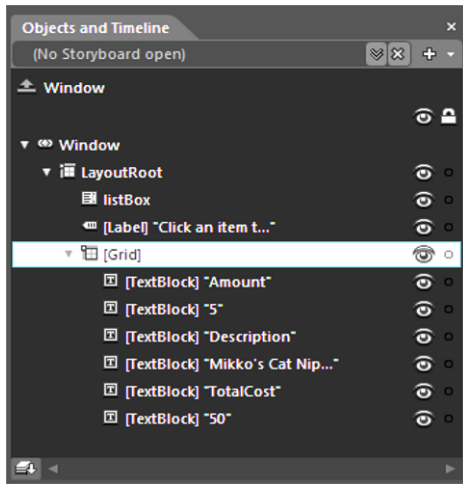 Objects and Timeline
(No Storyboard open)
Window
Window
LayoutRoot
listBox
[Label] "Click an item t..."
[Grid]
[TextBlock] "Amount"
[TextBlock] "5"
[TextBlock] "Description"
[TextBlock] "Mikko's Cat Nip..."
[TextBlock] "TotalCost"
[TextBlock] "50"